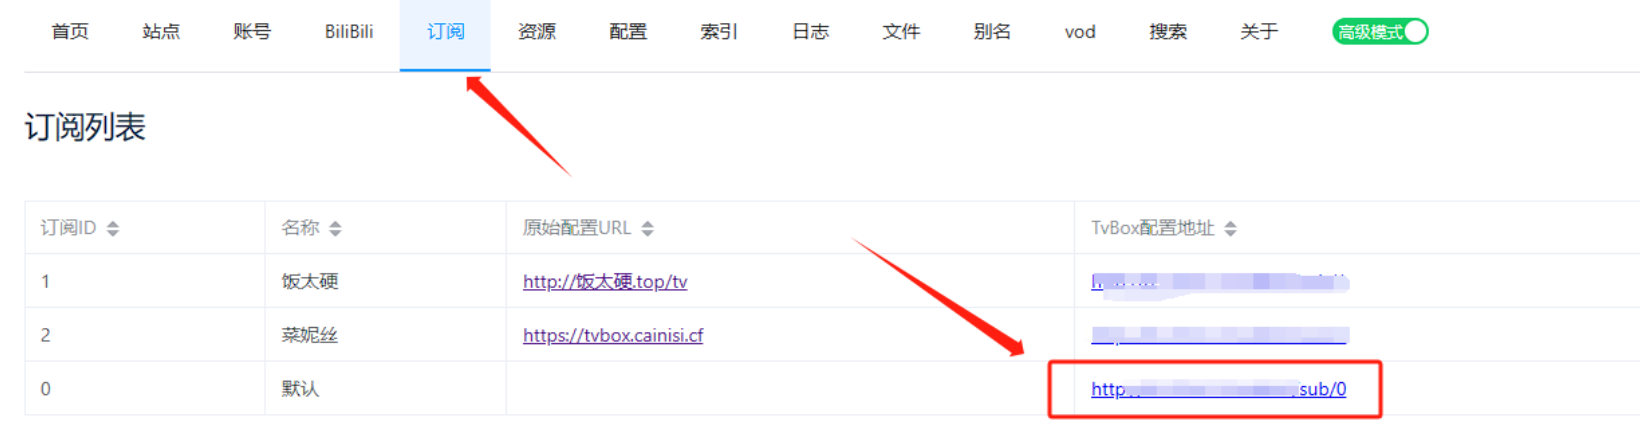 首页 站点 账号 BiliBili 订阅 资源 配置 索引 日志 文件 别名 vod 搜索 关于 高级模式
订阅列表
订阅ID 名称 原始配置URL TvBox配置地址
1 饭太硬 http://饭太硬.top/tv
2 菜妮丝 https://tvbox.cainisi.cf
0 默认 http /sub/0